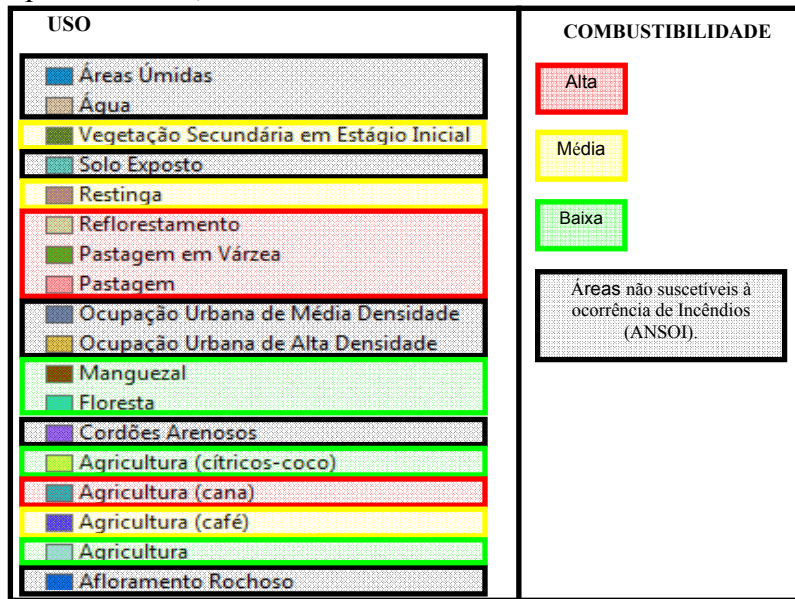 USO
Áreas Úmidas
Água
Vegetação Secundária em Estágio Inicial
Solo Exposto
Restinga
Reflorestamento
Pastagem em Várzea
Pastagem
Ocupação Urbana de Média Densidade
Ocupação Urbana de Alta Densidade
Manguezal
Floresta
Cordões Arenosos
Agricultura (cítricos-coco)
Agricultura (cana)
Agricultura (café)
Agricultura
Afloramento Rochoso
COMBUSTIBILIDADE
Alta
Média
Baixa
Áreas não suscetíveis à
ocorrência de Incêndios
(ANSOI).